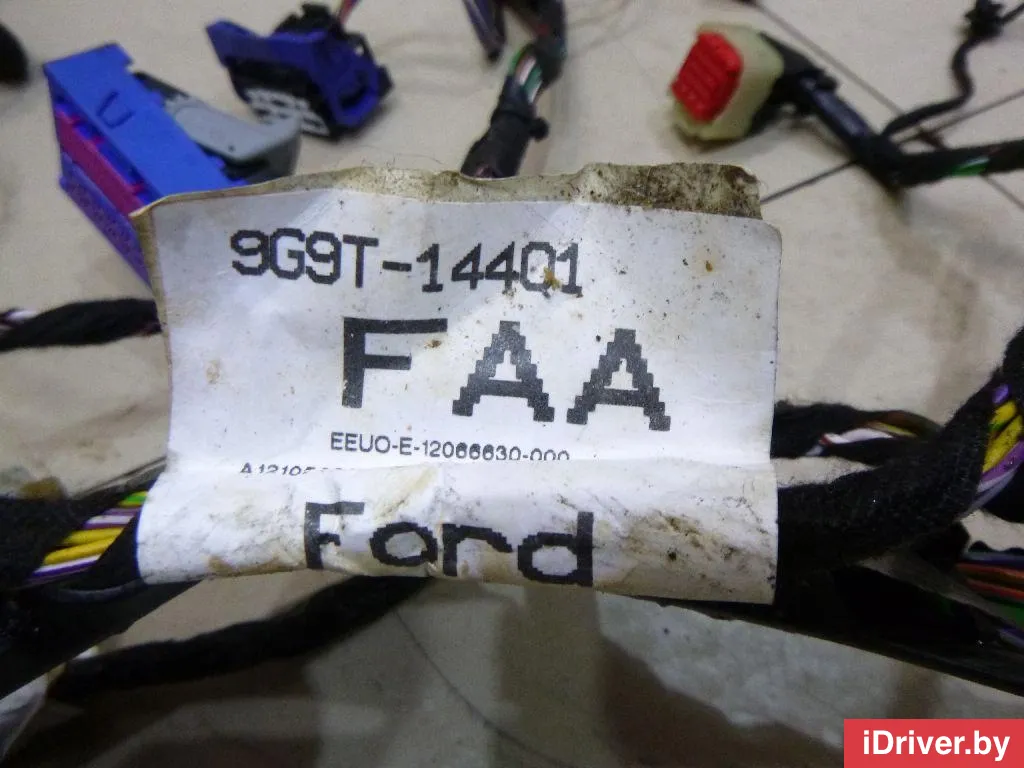 9G9T-14401
FAA
EEUO-E-12066630-000
Ford
iDriver.by